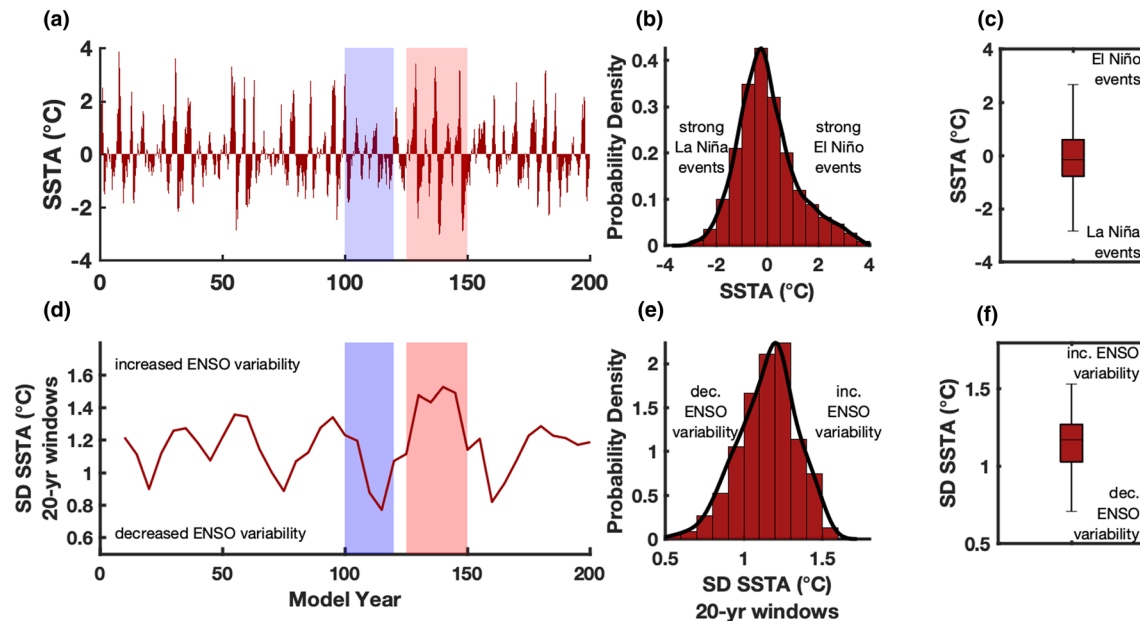 (a)
SSTA (°C)
4
2
0
-2
-4
0
50
100
150
200
(b)
Probability Density
0.4
0.3
0.2
0.1
0
strong
La Niña
events
strong
El Niño
events
-4
-2
0
2
4
SSTA (°C)
(c)
SSTA (°C)
4
2
0
-2
-4
El Niño
events
La Niña
events
(d)
SD SSTA (°C)
20-yr windows
1.6
1.4
1.2
1
0.8
0.6
increased ENSO variability
decreased ENSO variability
0
50
100
150
200
Model Year
(e)
Probability Density
2
1.5
1
0.5
0
dec.
ENSO
variability
inc.
ENSO
variability
0.5
1
1.5
SD SSTA (°C)
20-yr windows
(f)
SD SSTA (°C)
1.5
1
0.5
inc. ENSO
variability
dec.
ENSO
variability